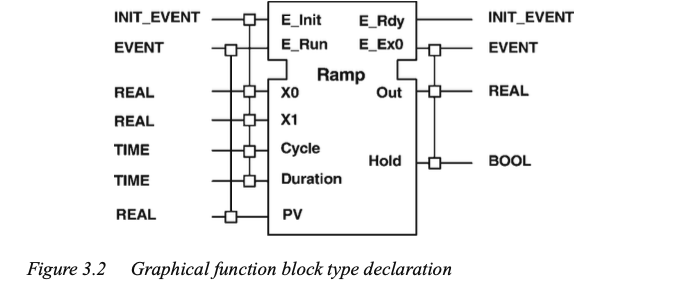 INIT_EVENT E_Init E_Rdy INIT_EVENT
EVENT E_Run E_Ex0 EVENT
Ramp
REAL X0 Out REAL
REAL X1
TIME Cycle
Hold BOOL
TIME Duration
REAL PV
Figure 3.2 Graphical function block type declaration